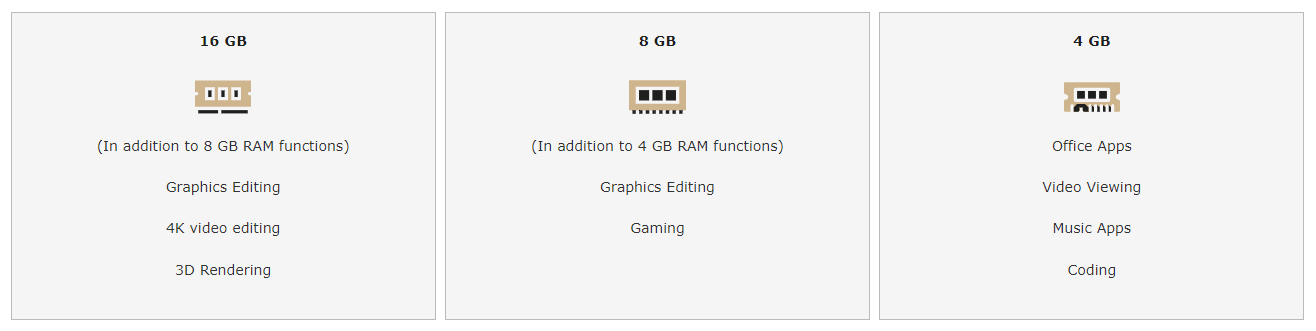 16 GB
(In addition to 8 GB RAM functions)
Graphics Editing
4K video editing
3D Rendering
8 GB
(In addition to 4 GB RAM functions)
Graphics Editing
Gaming
4 GB
Office Apps
Video Viewing
Music Apps
Coding